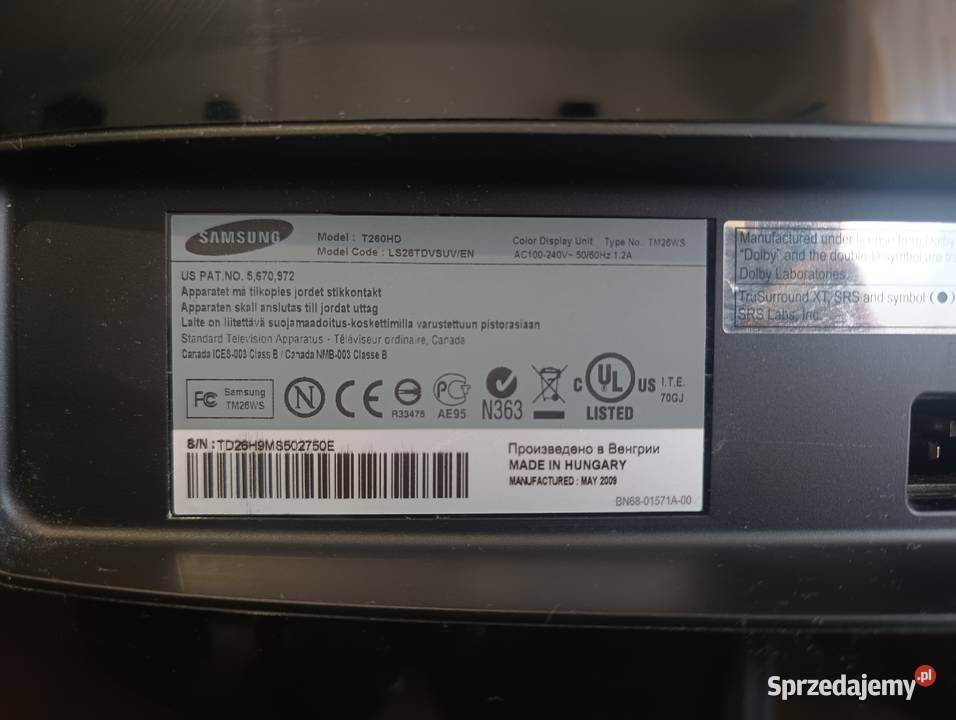 SAMSUNG
Model : T260HD
Model Code : LS26TDVSUV/EN
Color Display Unit Type No. TM26WS
AC100-240V~ 50/60Hz 1.2A
US PAT.NO. 5,670,972
Apparatet må tilkoples jordet stikkontakt
Apparaten skall anslutas till jordat uttag
Laite on liitettävä suojamaadoitus-koskettimilla varustettuun pistorasiaan
Standard Television Apparatus - Téléviseur ordinaire, Canada
Canada ICES-003 Class B / Canada NMB-003 Classe B
FC Samsung
TM26WS
N
CE
R33475
PG
AE95
N363
C UL US
LISTED
I.T.E.
70GJ
S/N : TD26H9MS502750E
Произведено в Венгрии
MADE IN HUNGARY
MANUFACTURED : MAY 2009
BN68-01571A-00
Manufactured under license from Dolby
"Dolby" and the double-D symbol are
Dolby Laboratories.
TruSurround XT, SRS and symbol (●)
SRS Labs, Inc.
Sprzedajemy.pl